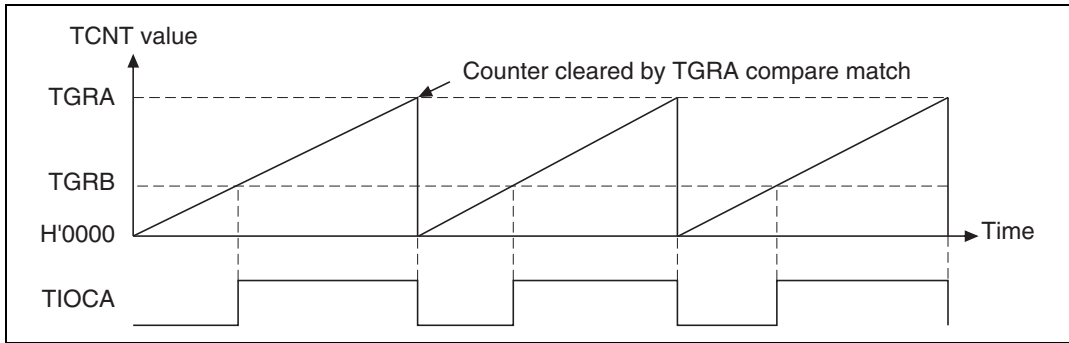 TCNT value
Counter cleared by TGRA compare match
TGRA
TGRB
H'0000
Time
TIOCA